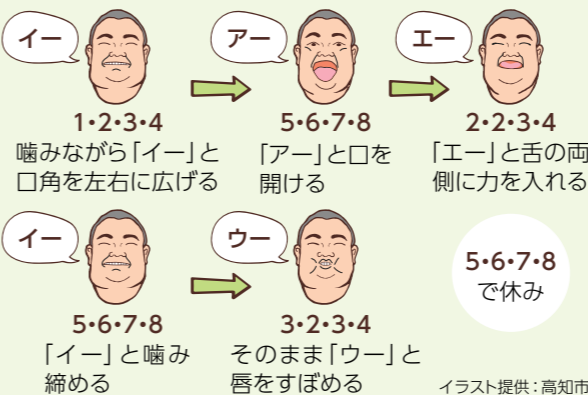 イー
アー
エー
1・2・3・4
5・6・7・8
2・2・3・4
噛みながら「イー」と
口角を左右に広げる
「アー」と口を
開ける
「エー」と舌の両
側に力を入れる
イー
ウー
5・6・7・8
で休み
5・6・7・8
3・2・3・4
「イー」と噛み
締める
そのまま「ウー」と
唇をすぼめる
イラスト提供：高知市